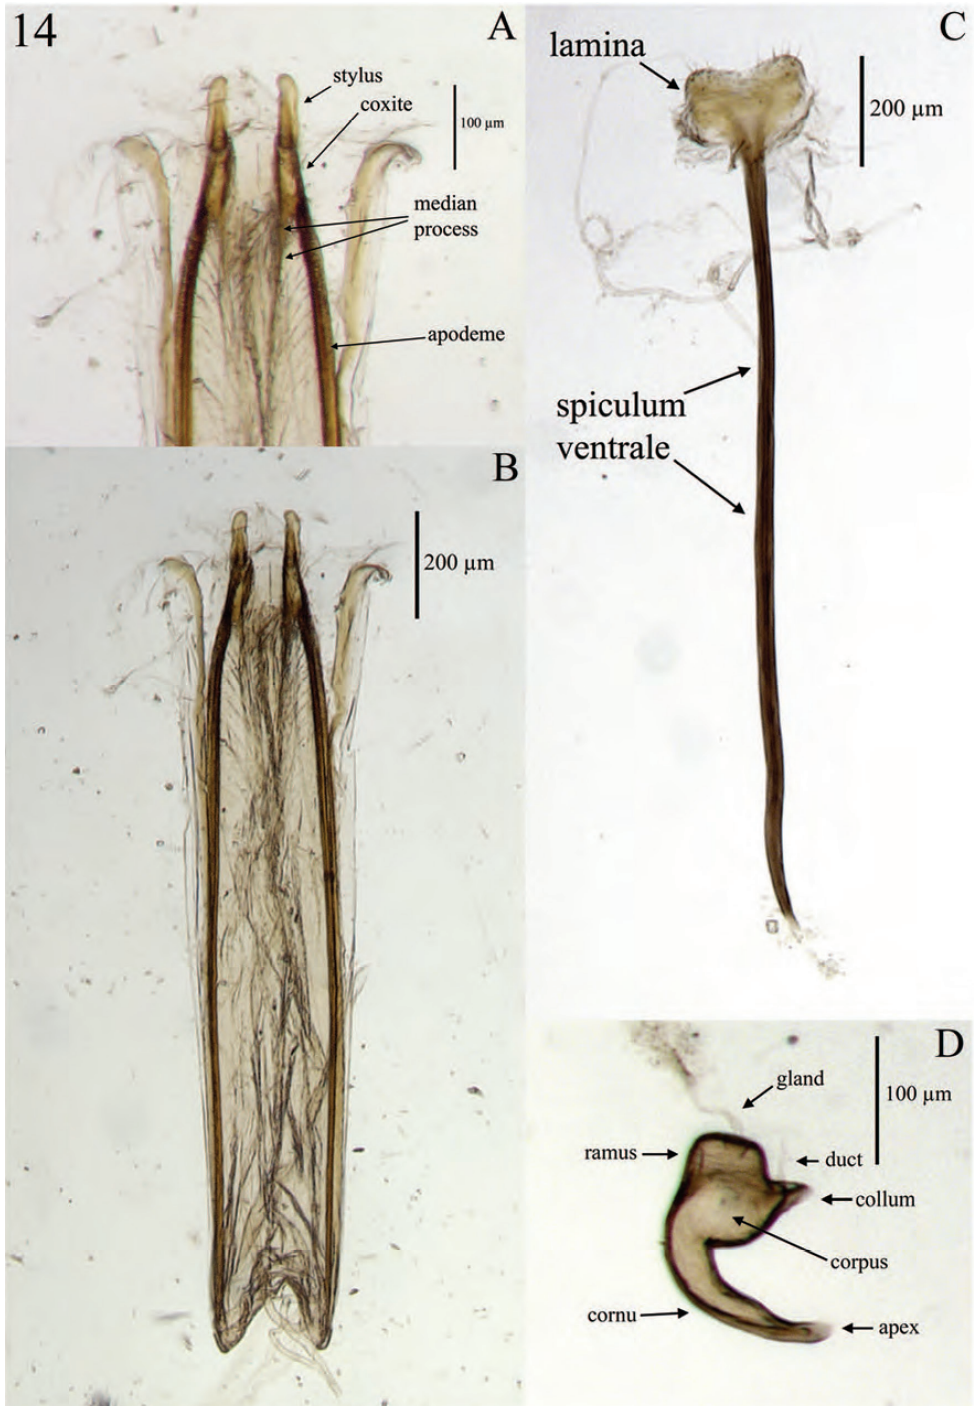 14
A
stylus
coxite
100 µm
median
process
apodeme
B
200 µm
C
lamina
200 µm
spiculum
ventrale
D
gland
100 µm
ramus
duct
collum
corpus
cornu
apex